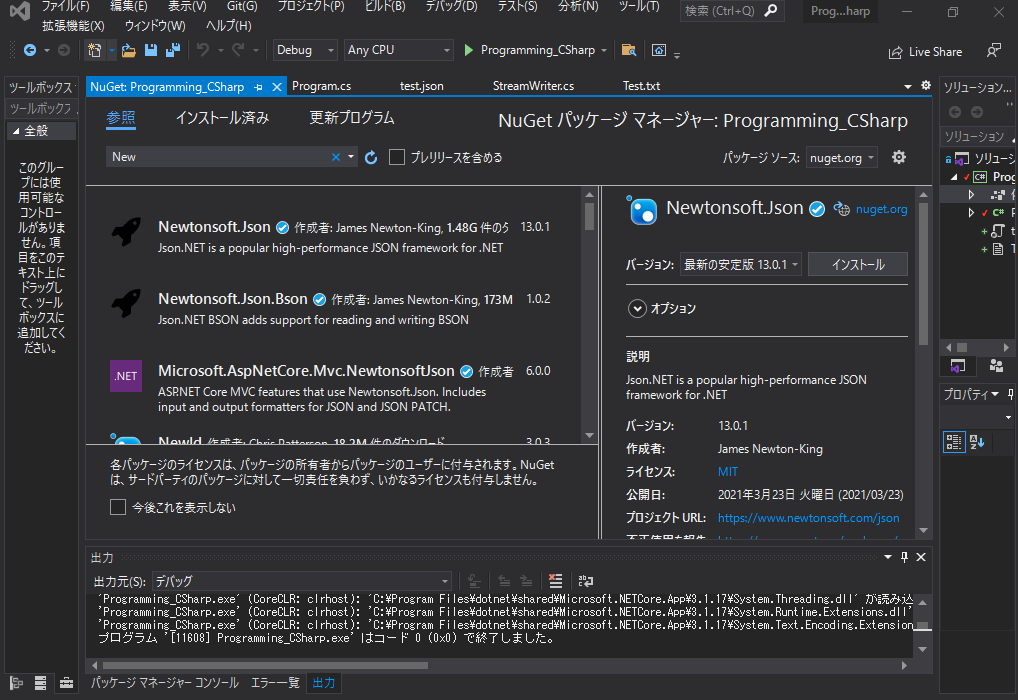 ファイル(F) 編集(E) 表示(V) Git(G) プロジェクト(P) ビルド(B) デバッグ(D) テスト(S) 分析(N) ツール(T) 検索 (Ctrl+Q) Prog...harp
拡張機能(X) ウィンドウ(W) ヘルプ(H)
Debug Any CPU Programming_CSharp Live Share
ツールボックス NuGet: Programming_CSharp Program.cs test.json StreamWriter.cs Test.txt ソリューション...
ツールボックス
全般
このグルー
プには使
用可能な
コントロー
ルがありま
せん。項
目をこのテ
キスト上に
ドラッグし
て、ツール
ボックスに
追加してく
ださい。
参照 インストール済み 更新プログラム NuGet パッケージ マネージャー: Programming_CSharp
New プレリリースを含める パッケージ ソース: nuget.org
Newtonsoft.Json 作成者: James Newton-King, 1.48G 件のダ 13.0.1
Json.NET is a popular high-performance JSON framework for .NET
Newtonsoft.Json.Bson 作成者: James Newton-King, 173M 1.0.2
Json.NET BSON adds support for reading and writing BSON
.NET Microsoft.AspNetCore.Mvc.NewtonsoftJson 作成者 6.0.0
ASP.NET Core MVC features that use Newtonsoft.Json. Includes
input and output formatters for JSON and JSON PATCH.
NewId 作成者: Chris Patterson, 18.2M 件のダウンロード 3.0.3
各パッケージのライセンスは、パッケージの所有者からパッケージのユーザーに付与されます。NuGet
は、サードパーティのパッケージに対して一切責任を負わず、いかなるライセンスも付与しません。
今後これを表示しない
Newtonsoft.Json nuget.org
バージョン: 最新の安定版 13.0.1 インストール
オプション
説明
Json.NET is a popular high-performance JSON
framework for .NET
バージョン: 13.0.1
作成者: James Newton-King
ライセンス: MIT
公開日: 2021年3月23日 火曜日 (2021/03/23)
プロジェクト URL: https://www.newtonsoft.com/json
不正使用を報告
ソリューション
ソリューシ
C# Prog
C# P
プロパティ
出力
出力元(S): デバッグ
'Programming_CSharp.exe' (CoreCLR: clrhost): 'C:¥Program Files¥dotnet¥shared¥Microsoft.NETCore.App¥3.1.17¥System.Threading.dll' が読み込
'Programming_CSharp.exe' (CoreCLR: clrhost): 'C:¥Program Files¥dotnet¥shared¥Microsoft.NETCore.App¥3.1.17¥System.Runtime.Extensions.dll'
'Programming_CSharp.exe' (CoreCLR: clrhost): 'C:¥Program Files¥dotnet¥shared¥Microsoft.NETCore.App¥3.1.17¥System.Text.Encoding.Extension
プログラム '[11608] Programming_CSharp.exe' はコード 0 (0x0) で終了しました。
パッケージ マネージャー コンソール エラー一覧 出力